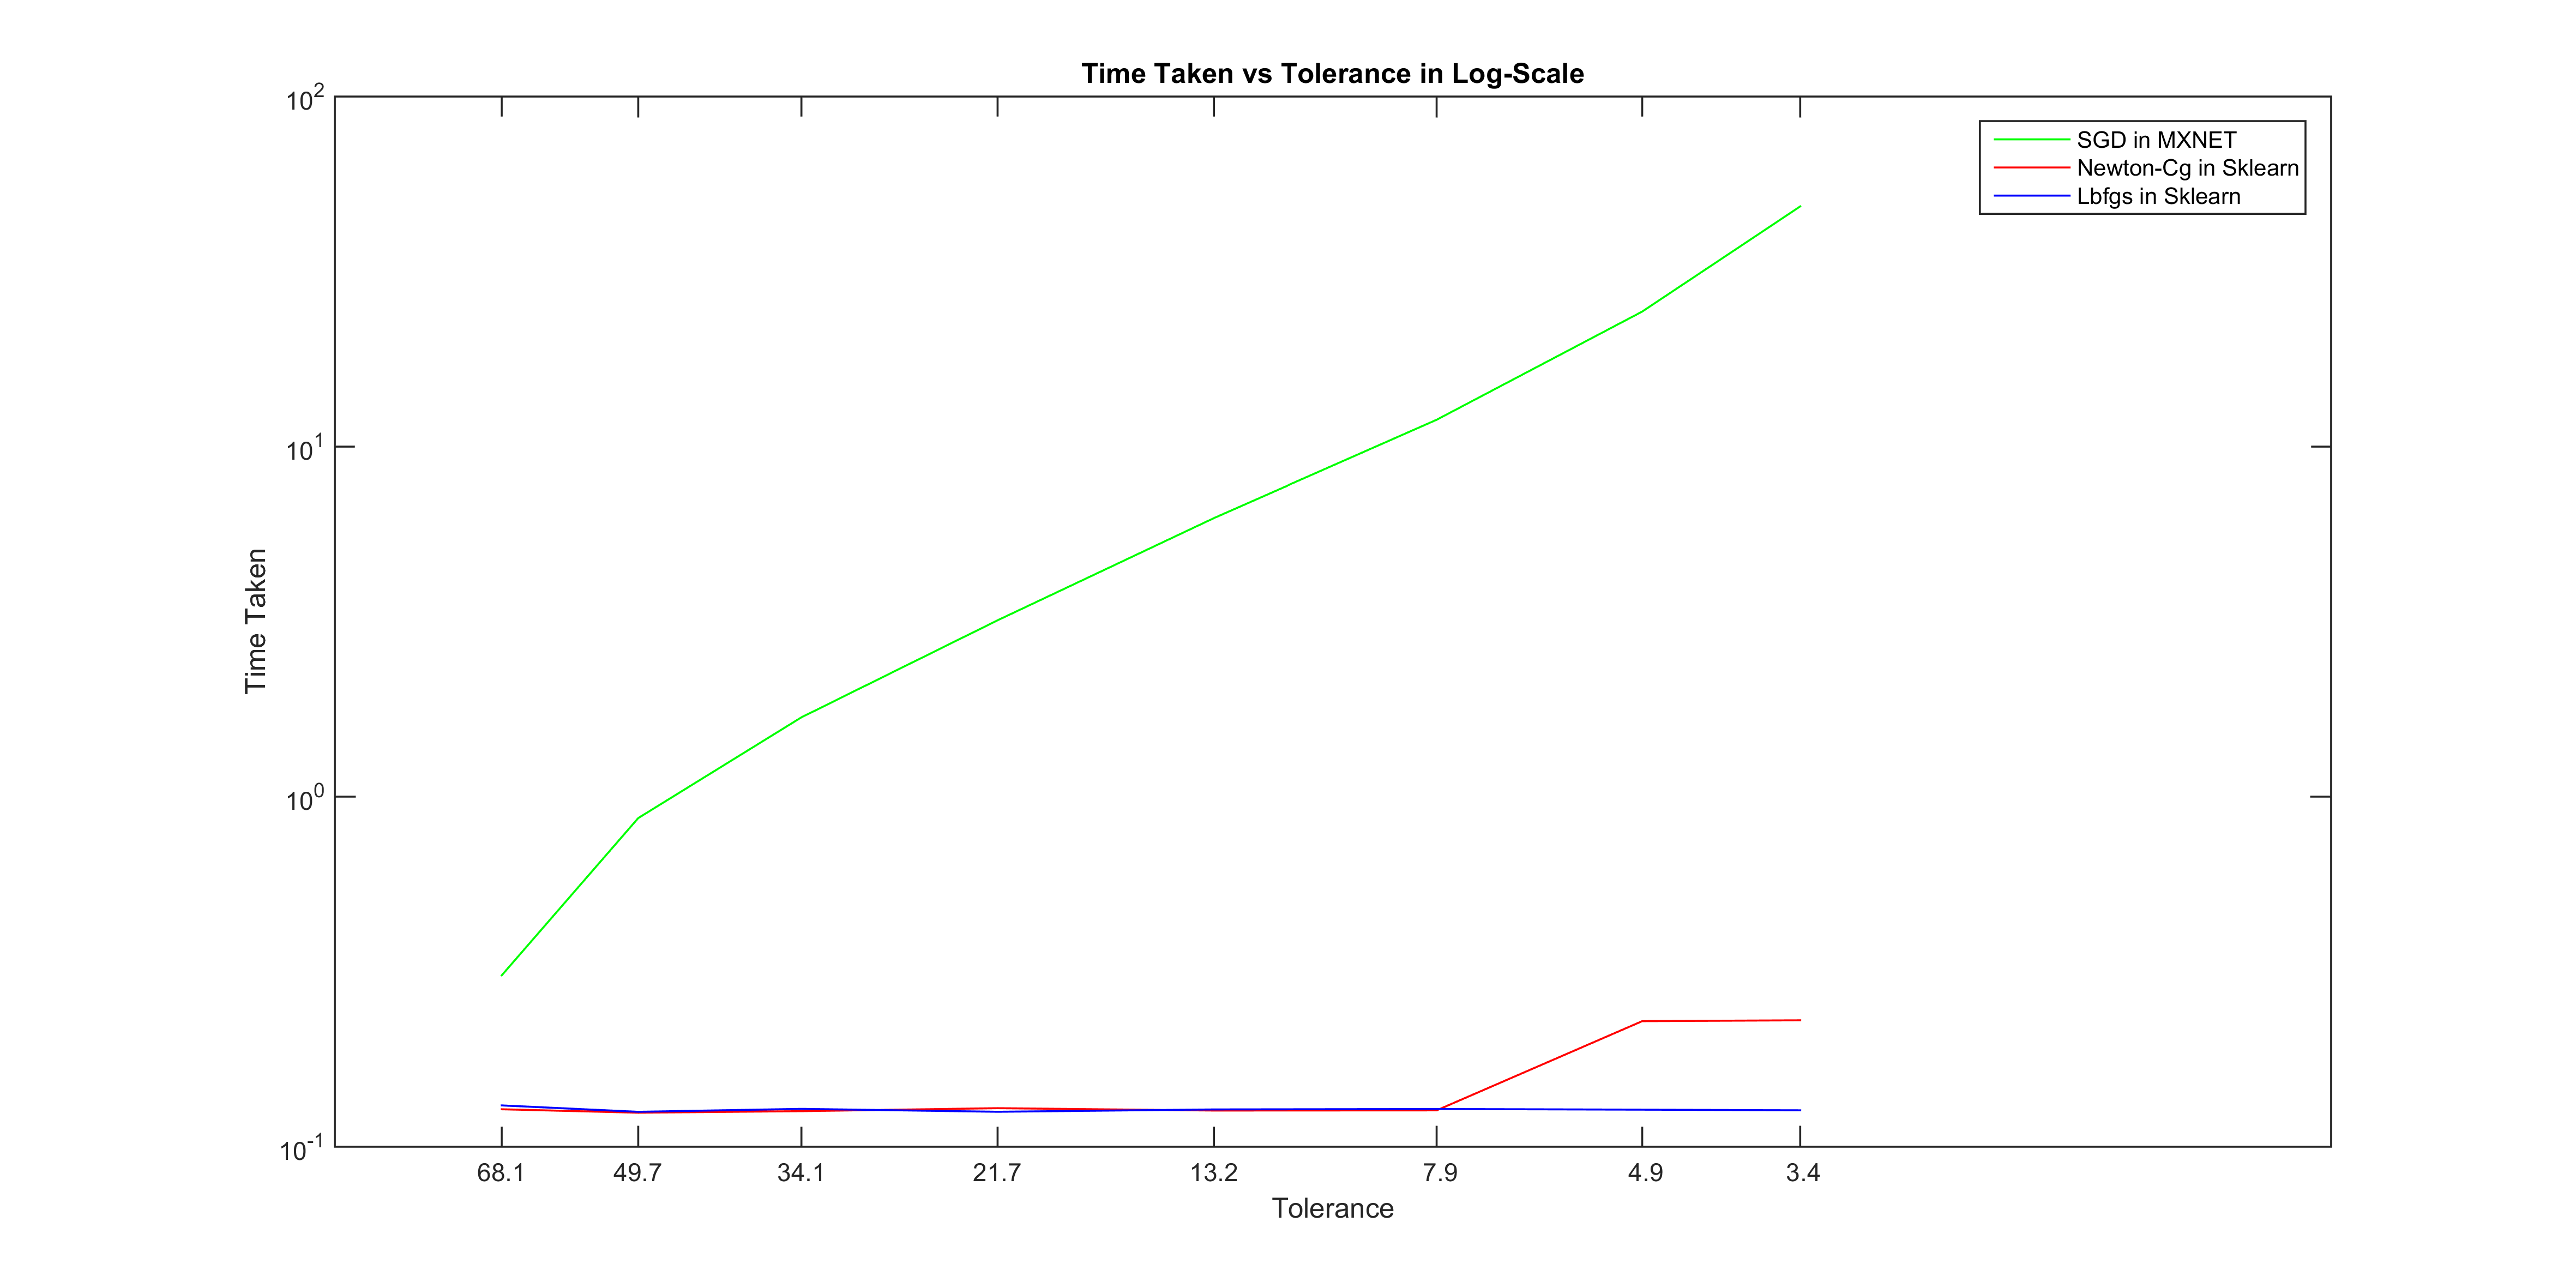 Time Taken vs Tolerance in Log-Scale
10^2
SGD in MXNET
Newton-Cg in Sklearn
Lbfgs in Sklearn
10^1
Time Taken
10^0
10^-1
68.1 49.7 34.1 21.7 13.2 7.9 4.9 3.4
Tolerance